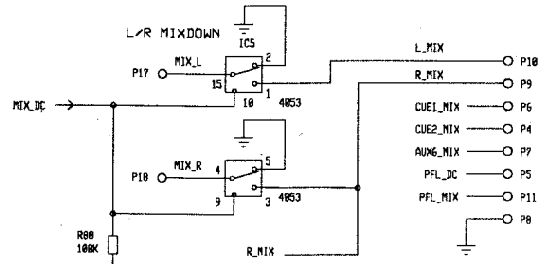 L/R MIXDOWN
IC5
MIX_L
2
P17
15
1
10
4053
MIX_DC
MIX_R
5
P18
4
9
3
4053
R80
100K
R_MIX
L_MIX
P10
R_MIX
P9
CUE1_MIX
P6
CUE2_MIX
P4
AUX6_MIX
P7
PFL_DC
P5
PFL_MIX
P11
P8